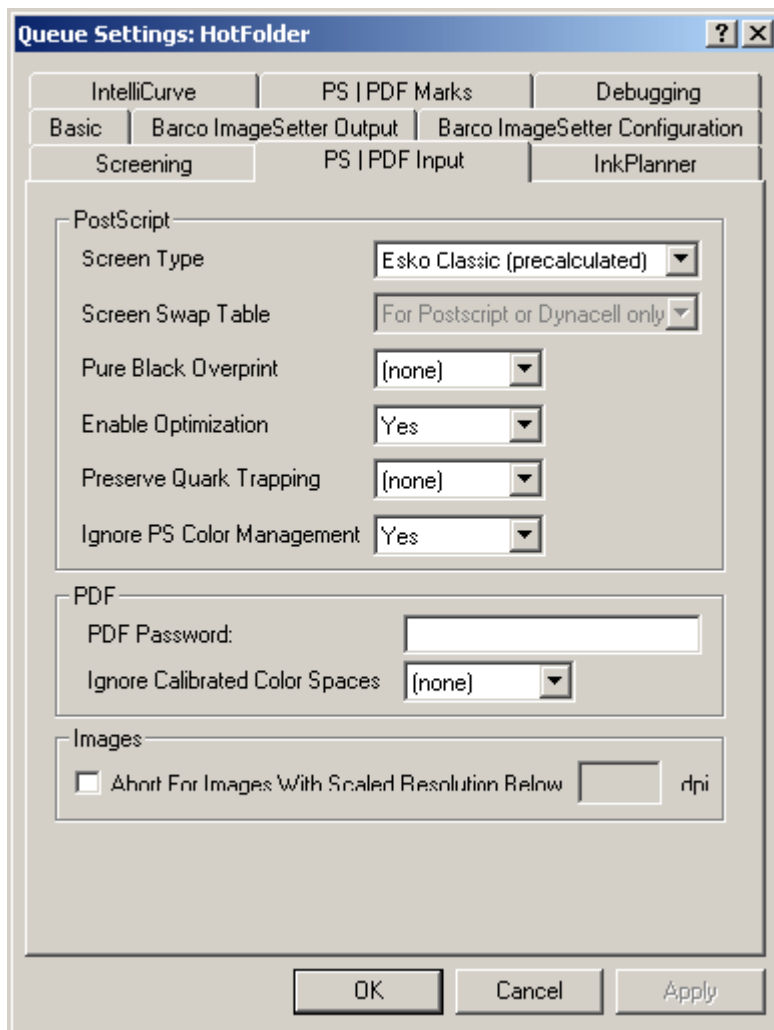 Queue Settings: HotFolder
IntelliCurve PS | PDF Marks Debugging
Basic Barco ImageSetter Output Barco ImageSetter Configuration
Screening PS | PDF Input InkPlanner
PostScript
Screen Type Esko Classic (precalculated)
Screen Swap Table For Postscript or Dynacell only
Pure Black Overprint (none)
Enable Optimization Yes
Preserve Quark Trapping (none)
Ignore PS Color Management Yes
PDF
PDF Password:
Ignore Calibrated Color Spaces (none)
Images
Abort For Images With Scaled Resolution Below dpi
OK Cancel Apply